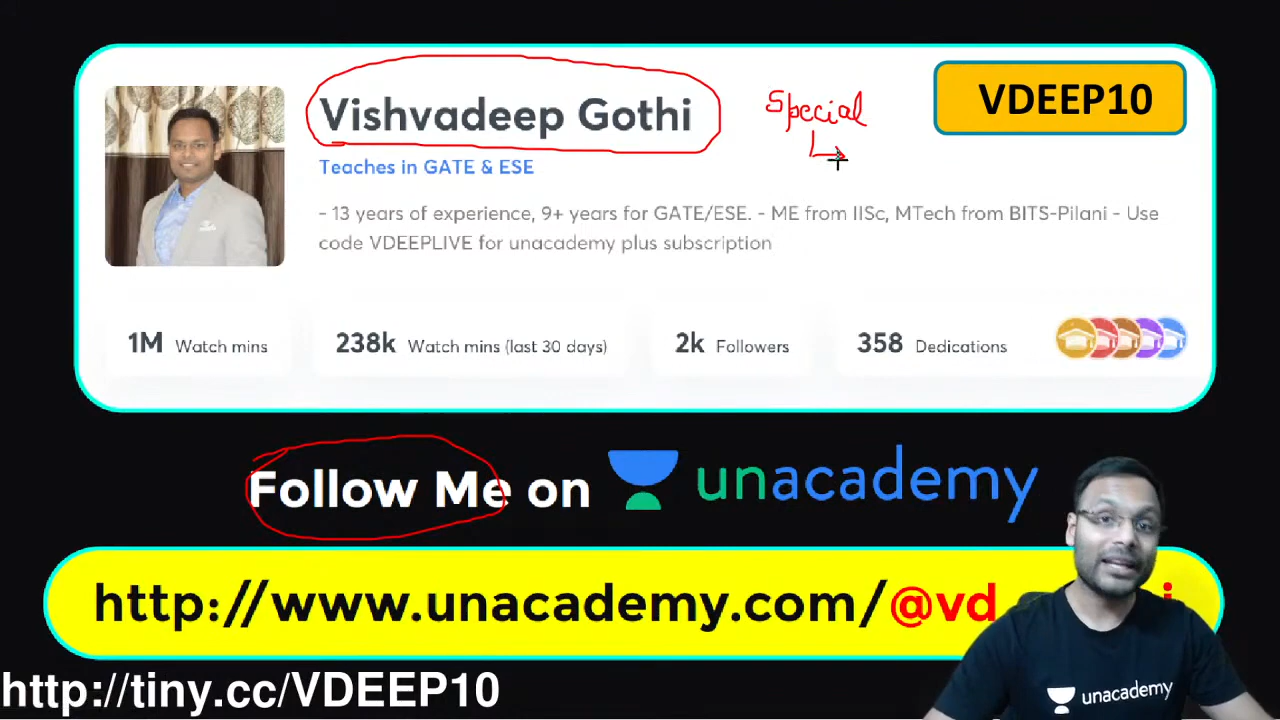 Vishvadeep Gothi
Special
VDEEP10
Teaches in GATE & ESE
- 13 years of experience, 9+ years for GATE/ESE. - ME from IISc, MTech from BITS-Pilani - Use
code VDEEPLIVE for unacademy plus subscription
1M Watch mins
238k Watch mins (last 30 days)
2k Followers
358 Dedications
Follow Me on unacademy
http://www.unacademy.com/@vd
http://tiny.cc/VDEEP10
unacademy